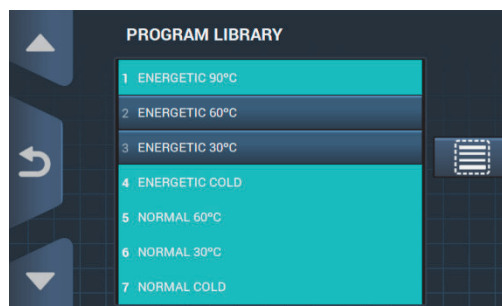 PROGRAM LIBRARY
1 ENERGETIC 90ºC
2 ENERGETIC 60ºC
3 ENERGETIC 30ºC
4 ENERGETIC COLD
5 NORMAL 60ºC
6 NORMAL 30ºC
7 NORMAL COLD